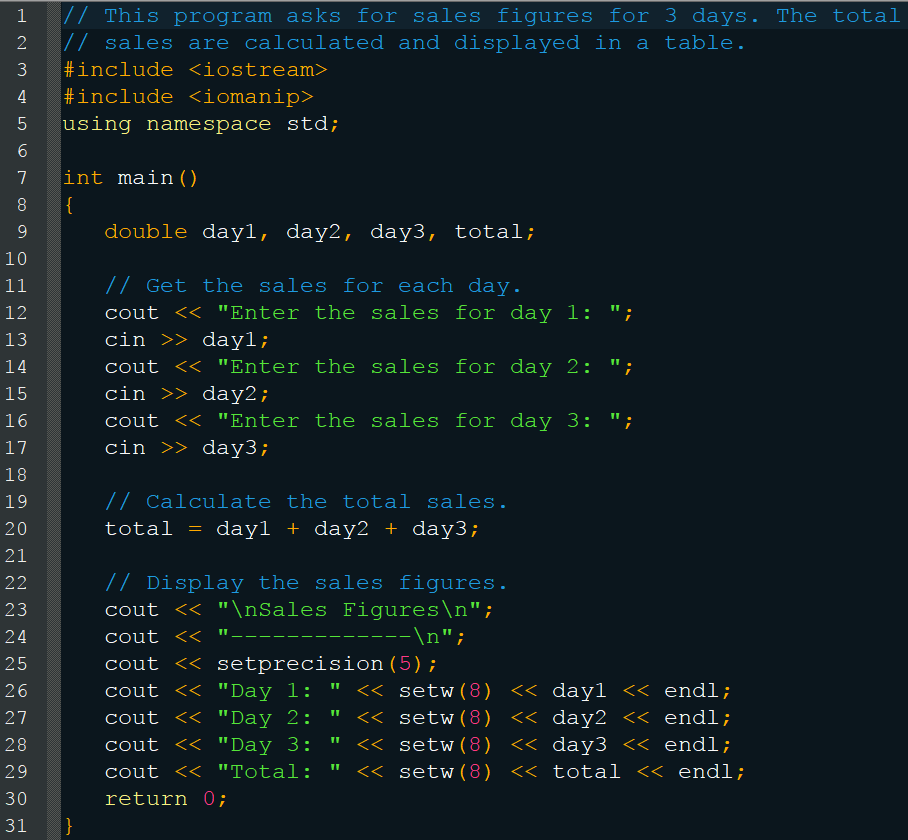 1 // This program asks for sales figures for 3 days. The total
2 // sales are calculated and displayed in a table.
3 #include <iostream>
4 #include <iomanip>
5 using namespace std;
6
7 int main()
8 {
9    double day1, day2, day3, total;
10
11    // Get the sales for each day.
12    cout << "Enter the sales for day 1: ";
13    cin >> day1;
14    cout << "Enter the sales for day 2: ";
15    cin >> day2;
16    cout << "Enter the sales for day 3: ";
17    cin >> day3;
18
19    // Calculate the total sales.
20    total = day1 + day2 + day3;
21
22    // Display the sales figures.
23    cout << "\nSales Figures\n";
24    cout << "-------------\n";
25    cout << setprecision(5);
26    cout << "Day 1: " << setw(8) << day1 << endl;
27    cout << "Day 2: " << setw(8) << day2 << endl;
28    cout << "Day 3: " << setw(8) << day3 << endl;
29    cout << "Total: " << setw(8) << total << endl;
30    return 0;
31 }